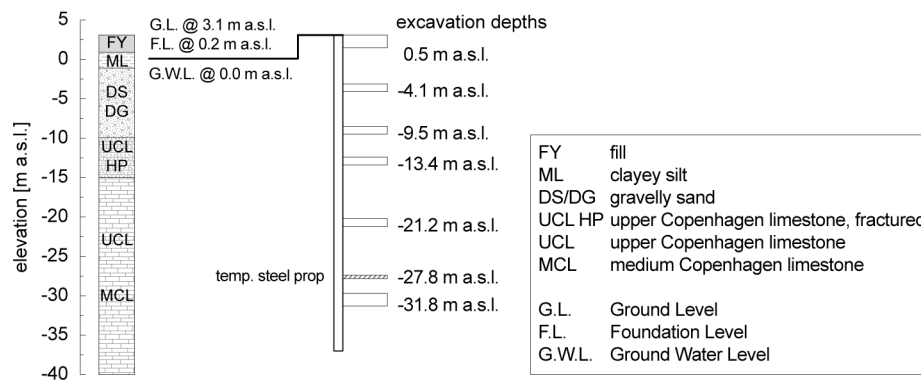 5
0
-5
-10
-15
-20
-25
-30
-35
-40
elevation [m a.s.l.]
FY
ML
DS
DG
UCL
HP
UCL
MCL
G.L. @ 3.1 m a.s.l.
F.L. @ 0.2 m a.s.l.
G.W.L. @ 0.0 m a.s.l.
temp. steel prop
excavation depths
0.5 m a.s.l.
-4.1 m a.s.l.
-9.5 m a.s.l.
-13.4 m a.s.l.
-21.2 m a.s.l.
-27.8 m a.s.l.
-31.8 m a.s.l.
FY fill
ML clayey silt
DS/DG gravelly sand
UCL HP upper Copenhagen limestone, fractured
UCL upper Copenhagen limestone
MCL medium Copenhagen limestone
G.L. Ground Level
F.L. Foundation Level
G.W.L. Ground Water Level